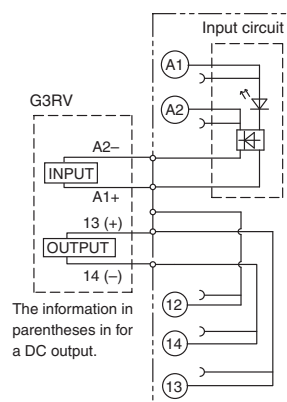 Input circuit
A1
G3RV
A2
A2–
INPUT
A1+
13 (+)
OUTPUT
14 (–)
The information in
parentheses in for
a DC output.
12
14
13